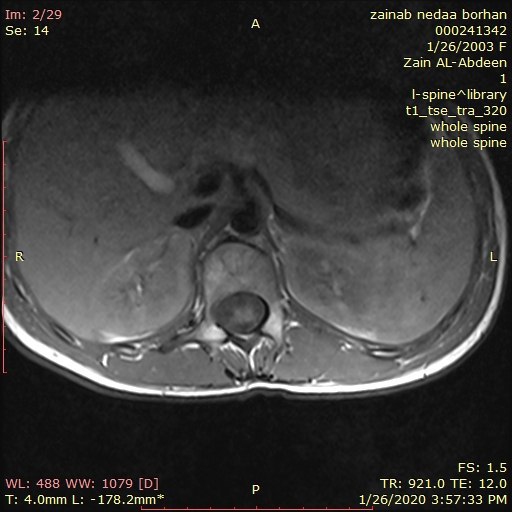 Im: 2/29
Se: 14
A
zainab nedaa borhan
000241342
1/26/2003 F
Zain AL-Abdeen
1
l-spine^library
t1_tse_tra_320
whole spine
whole spine
R
L
WL: 488 WW: 1079 [D]
T: 4.0mm L: -178.2mm*
P
FS: 1.5
TR: 921.0 TE: 12.0
1/26/2020 3:57:33 PM